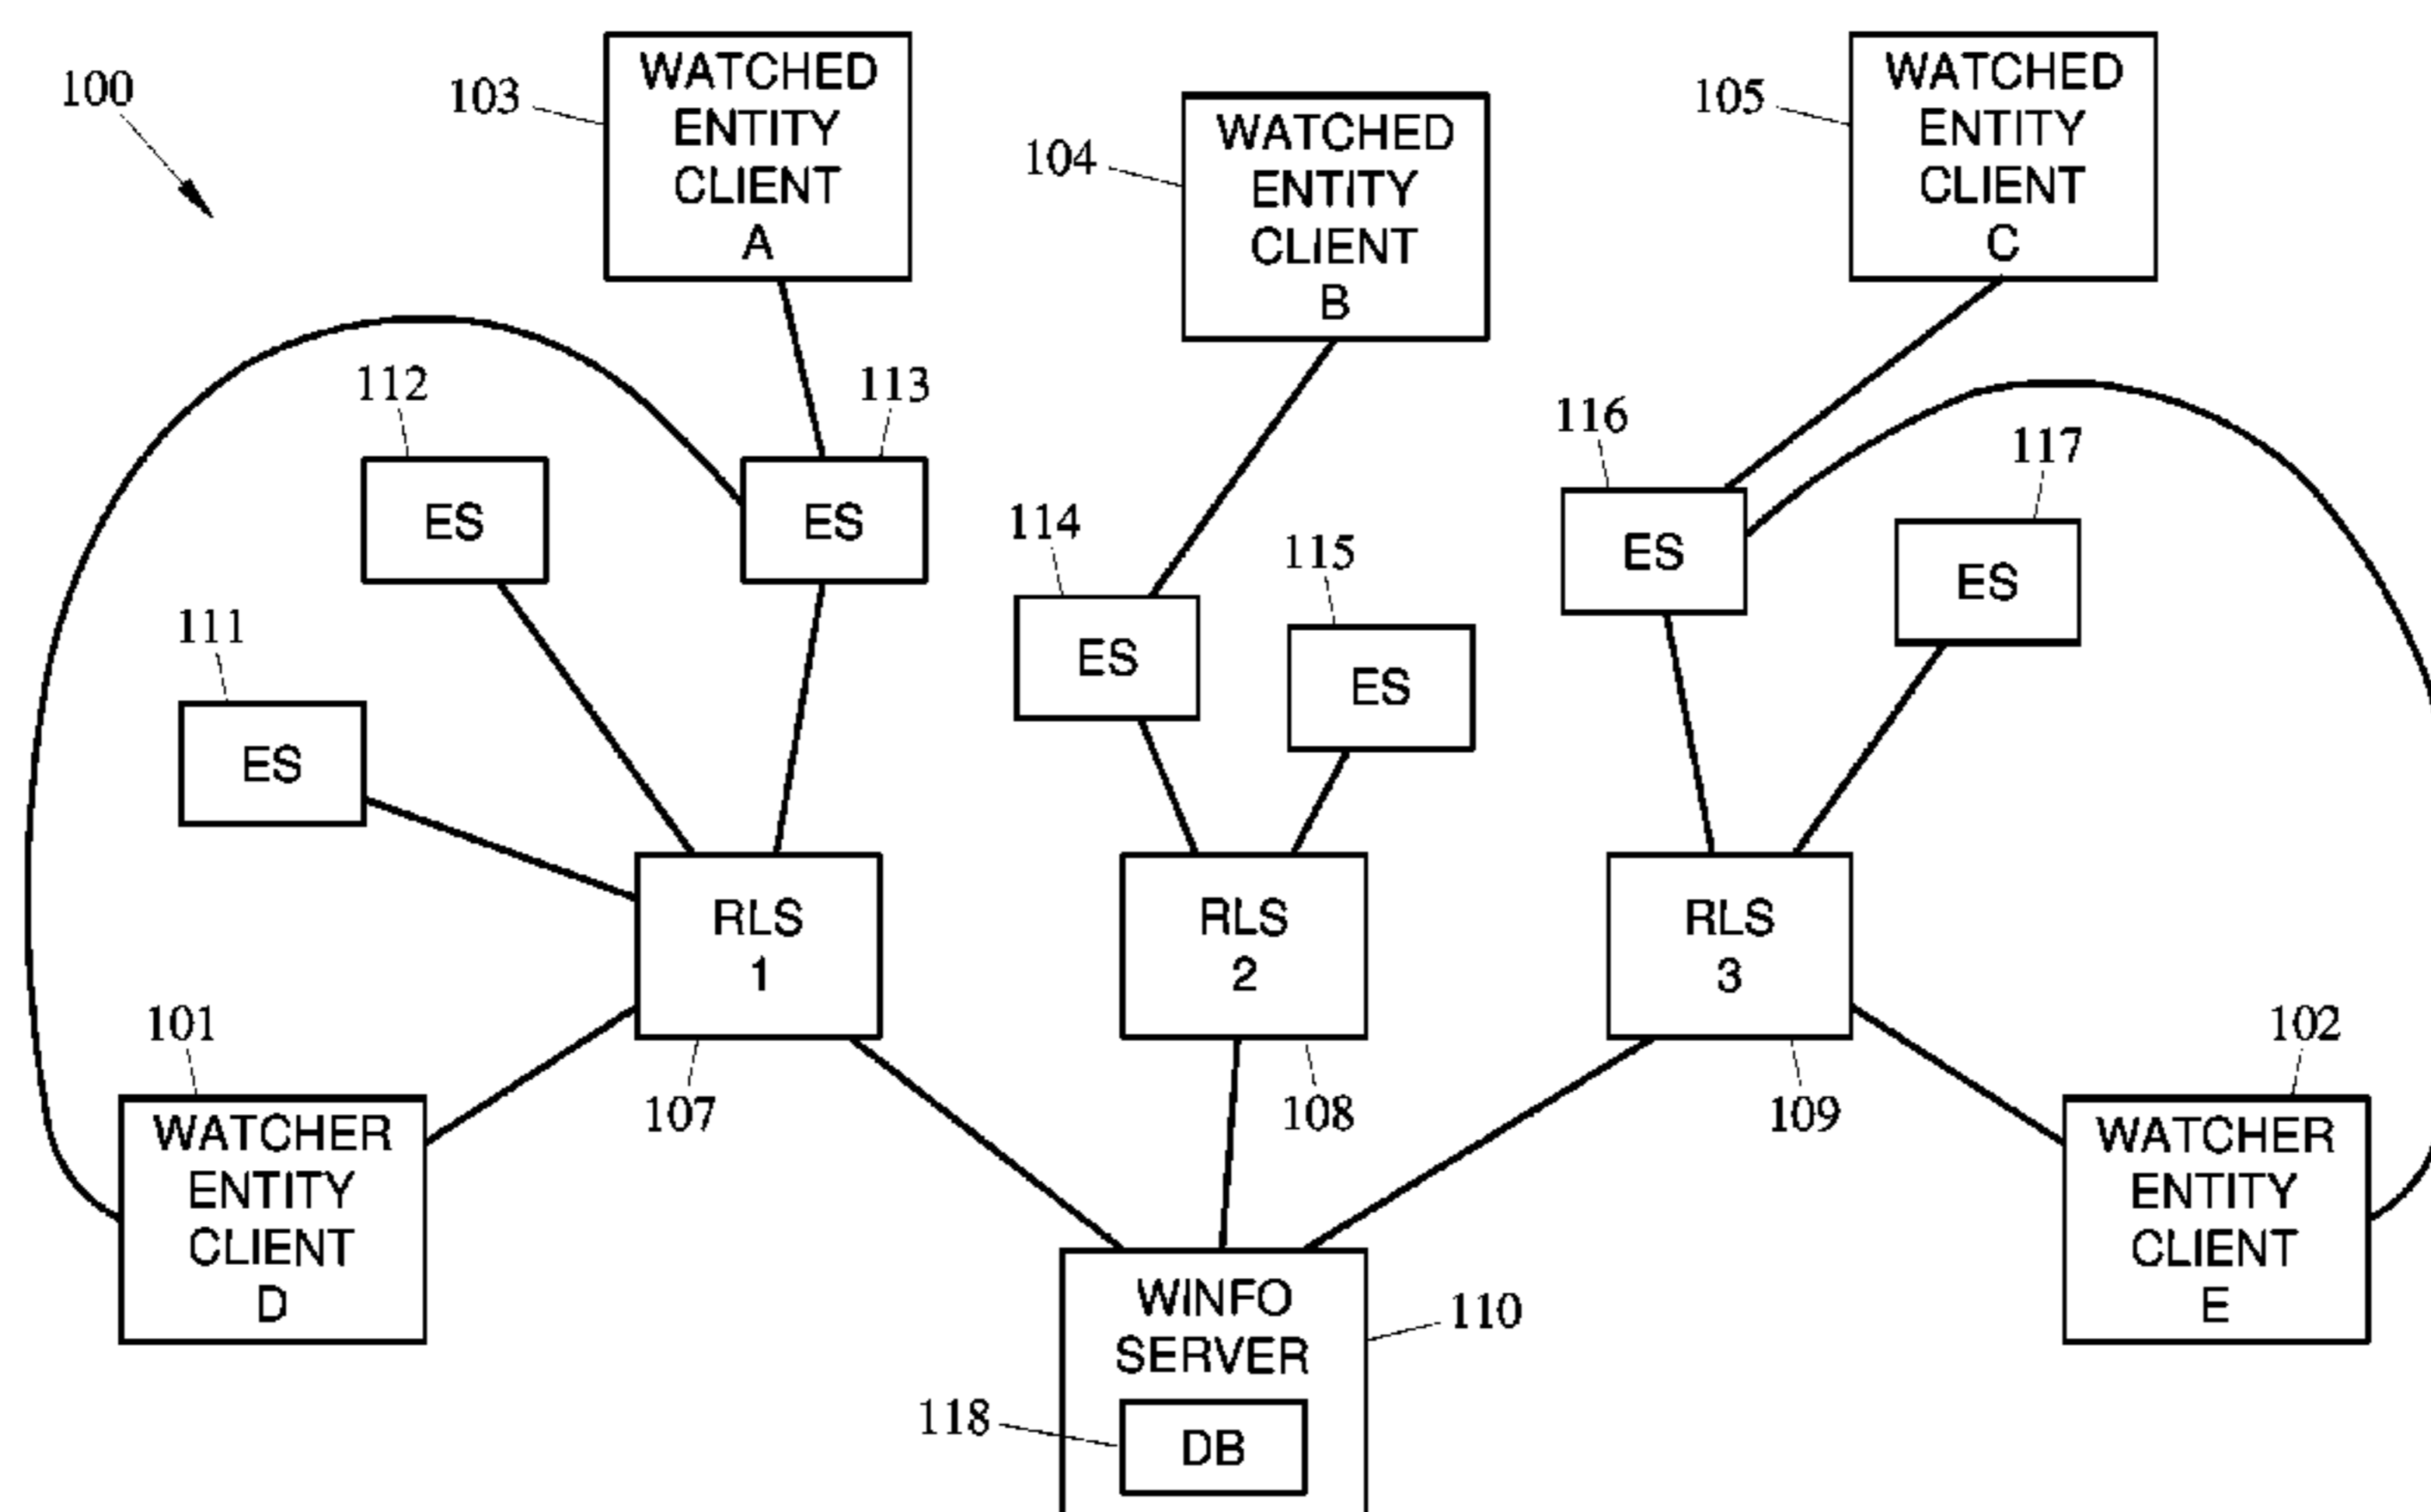 100
103
WATCHED
ENTITY
CLIENT
A
104
WATCHED
ENTITY
CLIENT
B
105
WATCHED
ENTITY
CLIENT
C
112
ES
113
ES
111
ES
114
ES
115
ES
116
ES
117
ES
RLS
1
107
RLS
2
108
RLS
3
109
101
WATCHER
ENTITY
CLIENT
D
102
WATCHER
ENTITY
CLIENT
E
WINFO
SERVER
110
118
DB